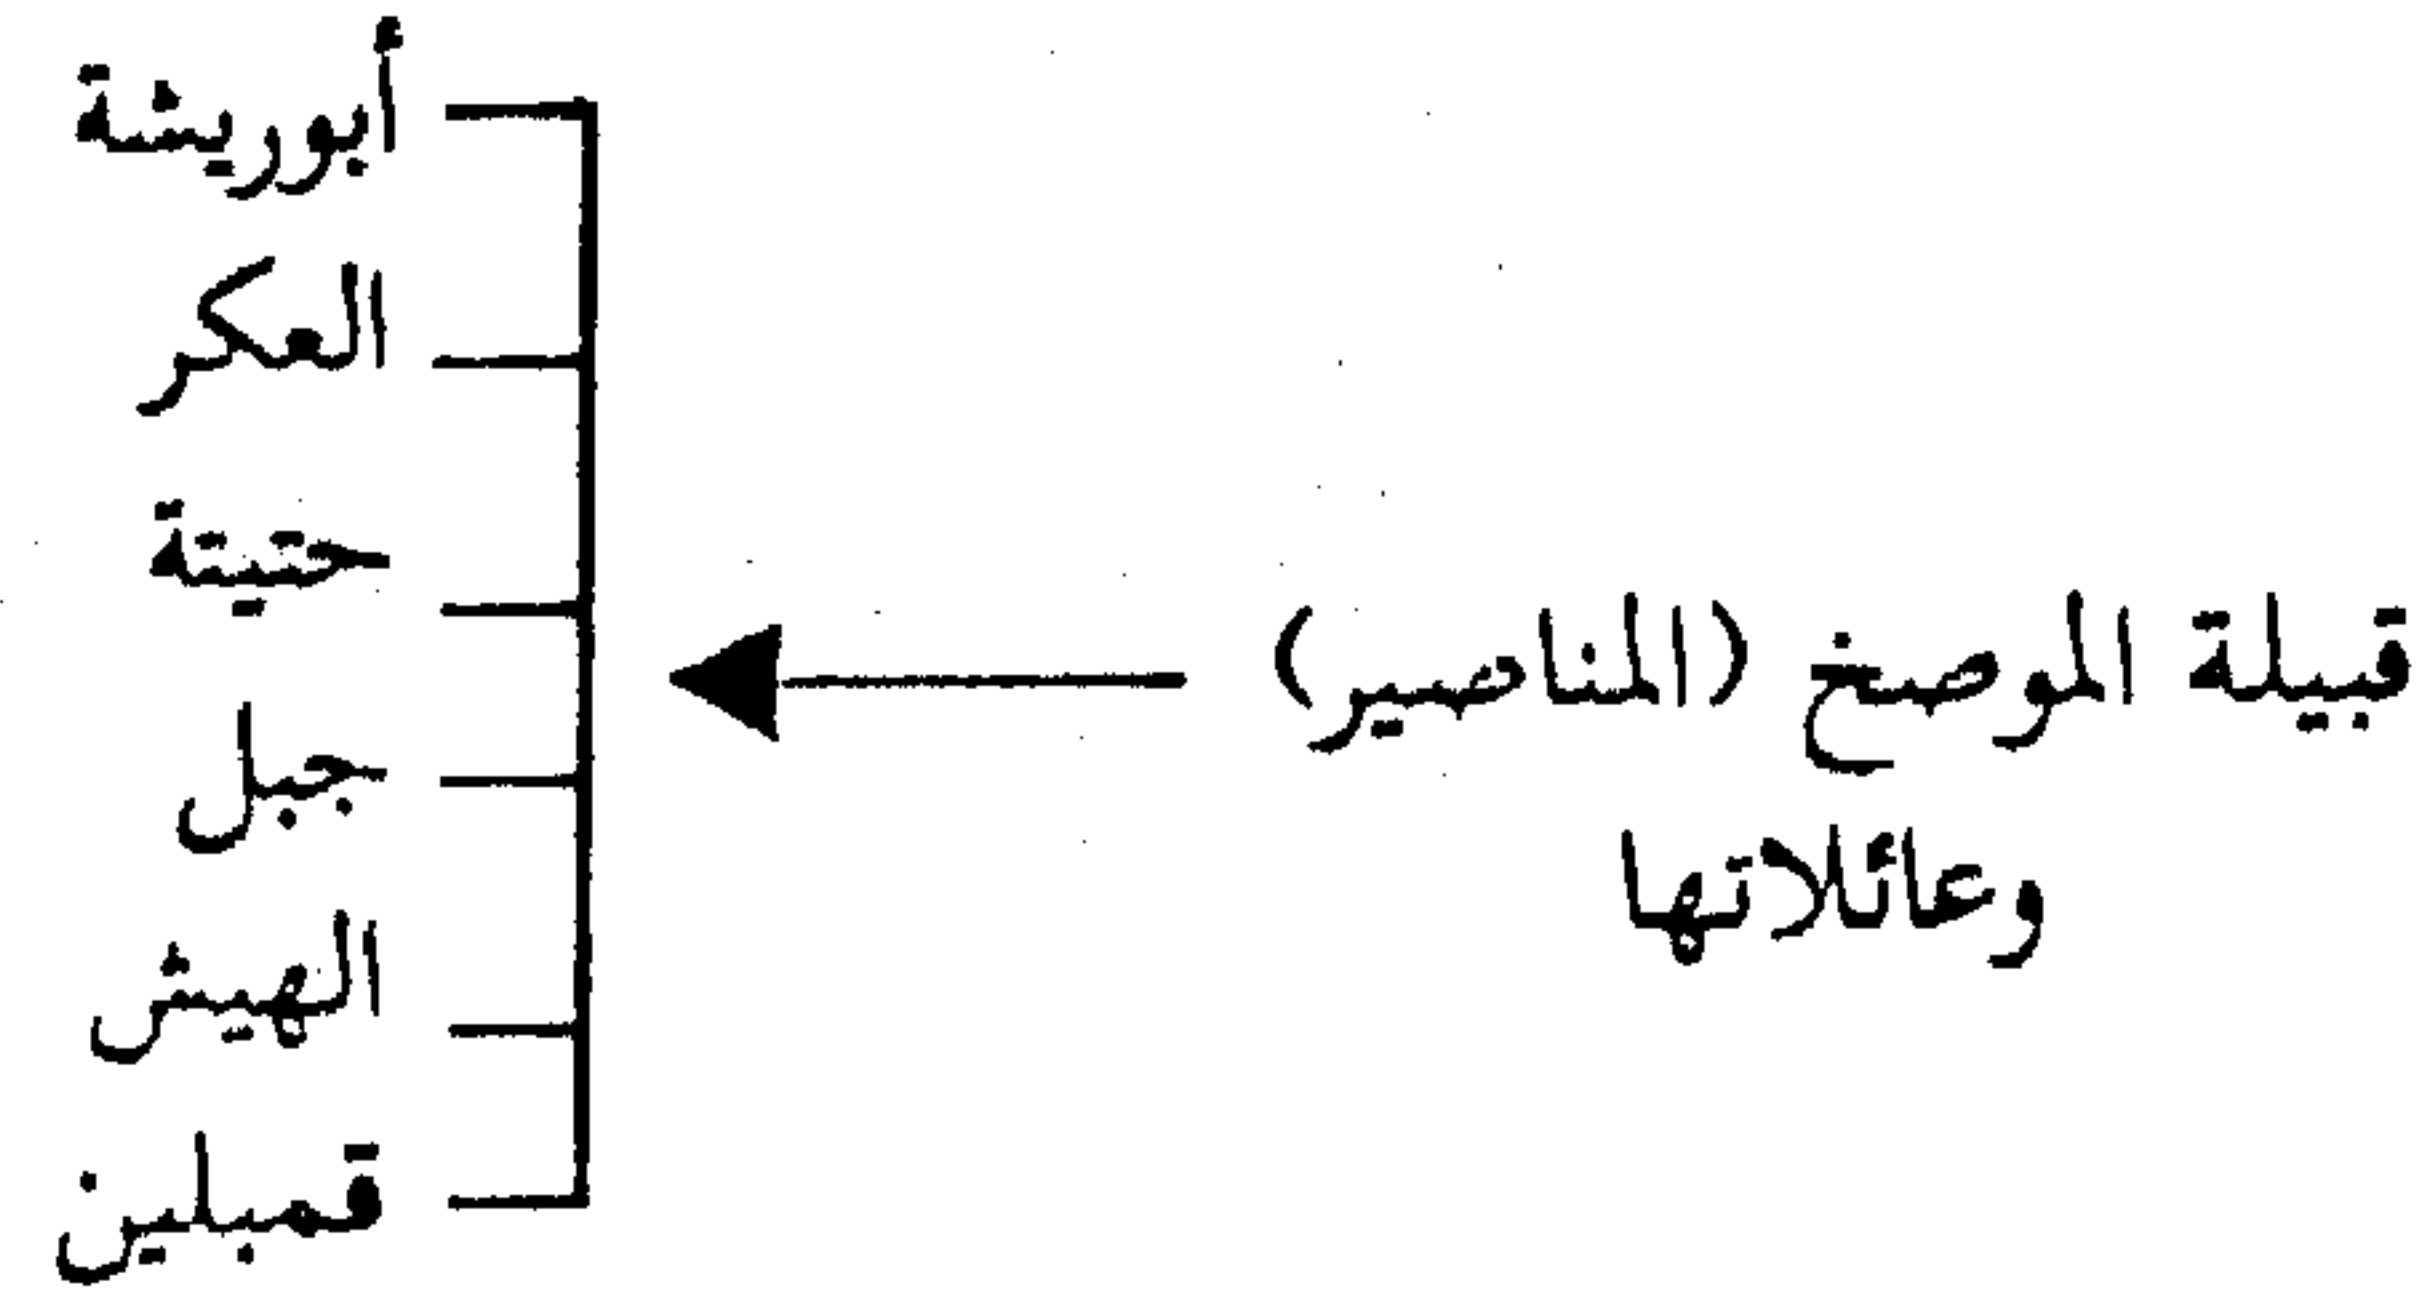 قبيلة الموصخ (المناصير)
وعائلاتها
أبوريشة
العكر
حتيتة
جبل
الهيش
قمبلين